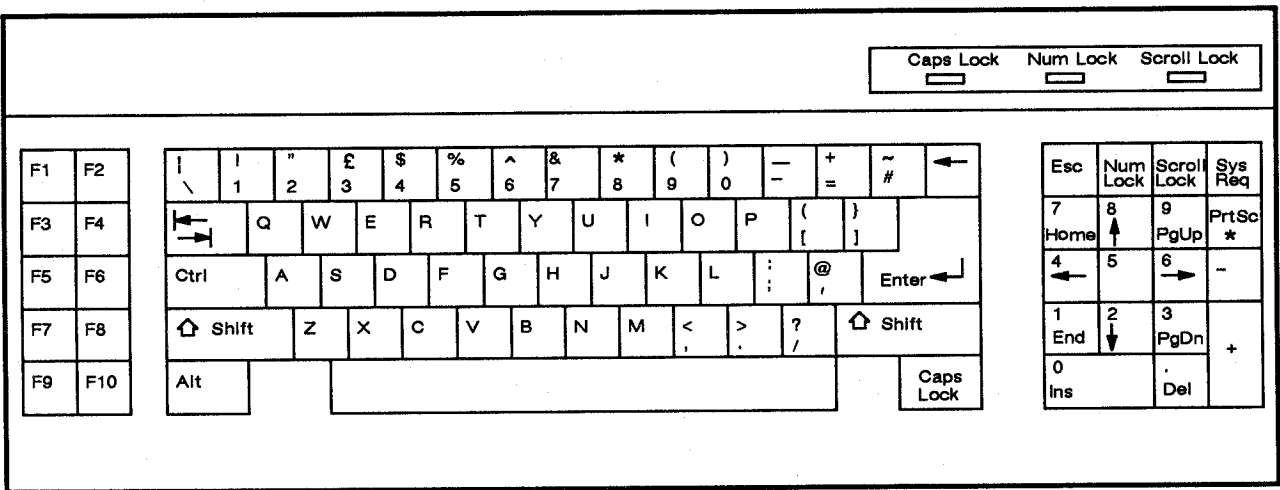 Caps Lock Num Lock Scroll Lock
F1 F2
F3 F4
F5 F6
F7 F8
F9 F10
¦ ! " £ $ % ^ & * ( ) — + ~
\ 1 2 3 4 5 6 7 8 9 0 - = #
Q W E R T Y U I O P ( }
[ ]
Ctrl A S D F G H J K L : @
; ' Enter
Shift Z X C V B N M < > ? Shift
, . /
Alt Caps
Lock
Esc Num Scroll Sys
Lock Lock Req
7 8 9 PrtSc
Home PgUp *
4 5 6 -
1 2 3
End PgDn +
0 .
Ins Del